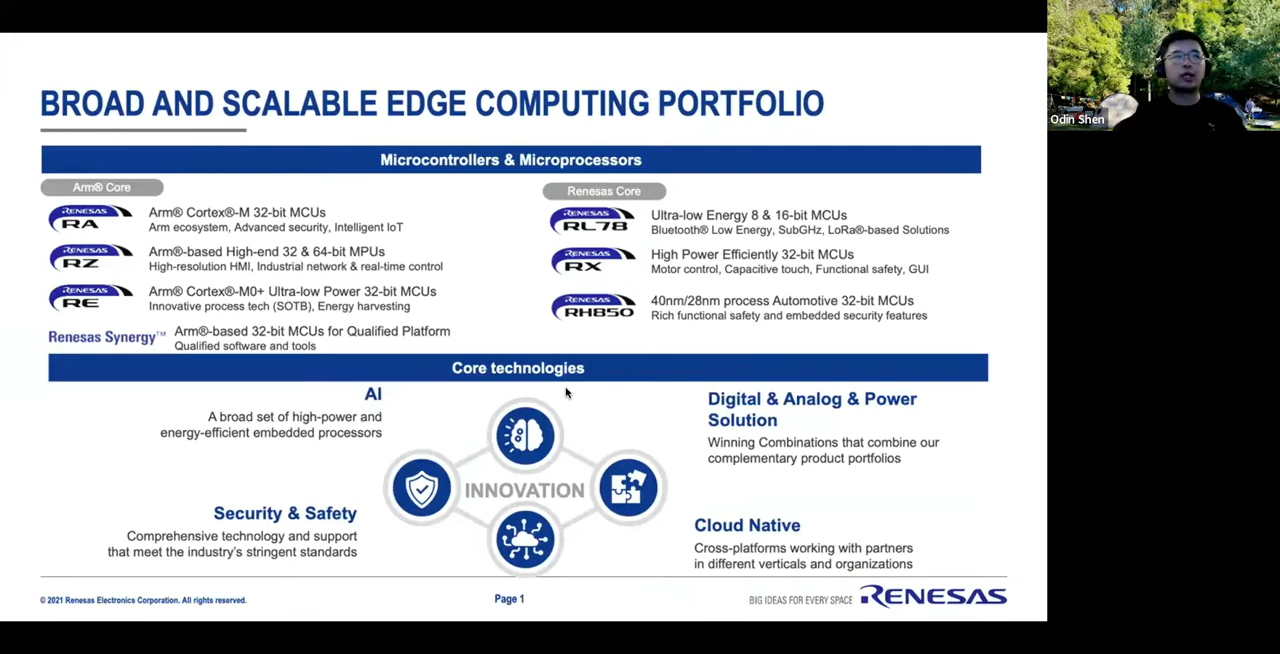 BROAD AND SCALABLE EDGE COMPUTING PORTFOLIO
Microcontrollers & Microprocessors
Arm® Core
RENESAS
RA
Arm® Cortex®-M 32-bit MCUs
Arm ecosystem, Advanced security, Intelligent IoT
RENESAS
RZ
Arm®-based High-end 32 & 64-bit MPUs
High-resolution HMI, Industrial network & real-time control
RENESAS
RE
Arm® Cortex®-M0+ Ultra-low Power 32-bit MCUs
Innovative process tech (SOTB), Energy harvesting
Renesas Synergy™
Arm®-based 32-bit MCUs for Qualified Platform
Qualified software and tools
Renesas Core
RENESAS
RL78
Ultra-low Energy 8 & 16-bit MCUs
Bluetooth® Low Energy, SubGHz, LoRa®-based Solutions
RENESAS
RX
High Power Efficiently 32-bit MCUs
Motor control, Capacitive touch, Functional safety, GUI
RENESAS
RH850
40nm/28nm process Automotive 32-bit MCUs
Rich functional safety and embedded security features
Core technologies
AI
A broad set of high-power and
energy-efficient embedded processors
Security & Safety
Comprehensive technology and support
that meet the industry's stringent standards
INNOVATION
Digital & Analog & Power
Solution
Winning Combinations that combine our
complementary product portfolios
Cloud Native
Cross-platforms working with partners
in different verticals and organizations
© 2021 Renesas Electronics Corporation. All rights reserved.
Page 1
BIG IDEAS FOR EVERY SPACE
RENESAS
Odin Shen